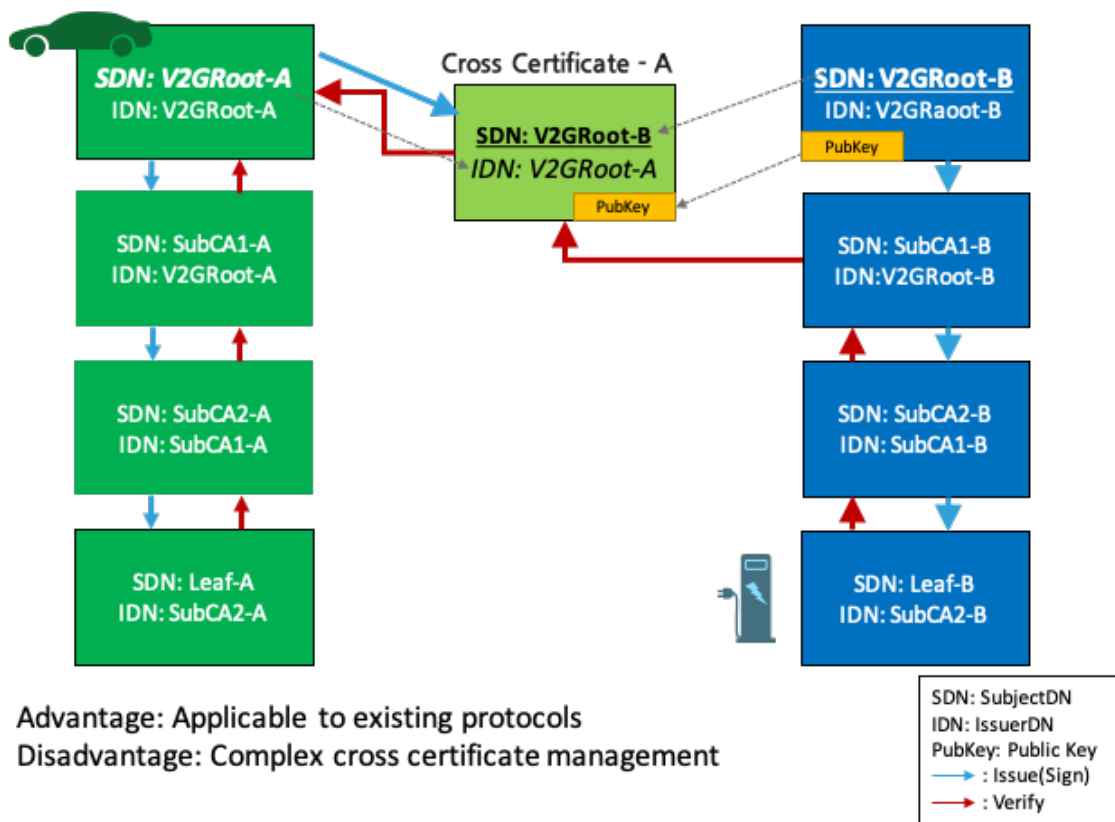 SDN: V2GRoot-A
IDN: V2GRoot-A
SDN: SubCA1-A
IDN: V2GRoot-A
SDN: SubCA2-A
IDN: SubCA1-A
SDN: Leaf-A
IDN: SubCA2-A
Cross Certificate - A
SDN: V2GRoot-B
IDN: V2GRoot-A
PubKey
SDN: V2GRoot-B
IDN: V2GRaoot-B
PubKey
SDN: SubCA1-B
IDN:V2GRoot-B
SDN: SubCA2-B
IDN: SubCA1-B
SDN: Leaf-B
IDN: SubCA2-B
Advantage: Applicable to existing protocols
Disadvantage: Complex cross certificate management
SDN: SubjectDN
IDN: IssuerDN
PubKey: Public Key
: Issue(Sign)
: Verify